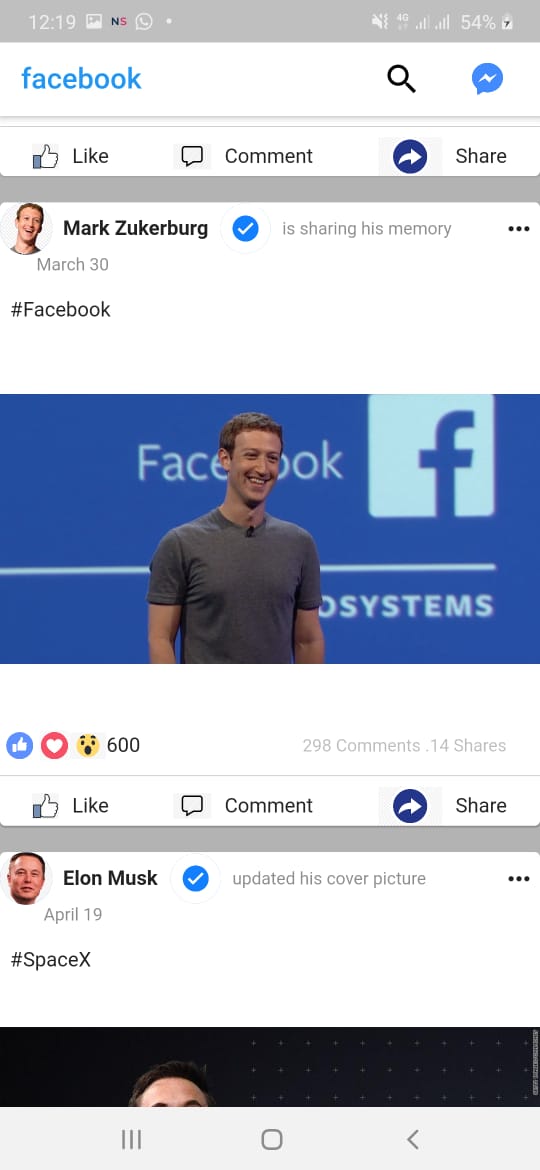 12:19 NS 4G 54%
facebook
Like Comment Share
Mark Zukerburg is sharing his memory
March 30
#Facebook
Face ook f
OSYSTEMS
600 298 Comments .14 Shares
Like Comment Share
Elon Musk updated his cover picture
April 19
#SpaceX